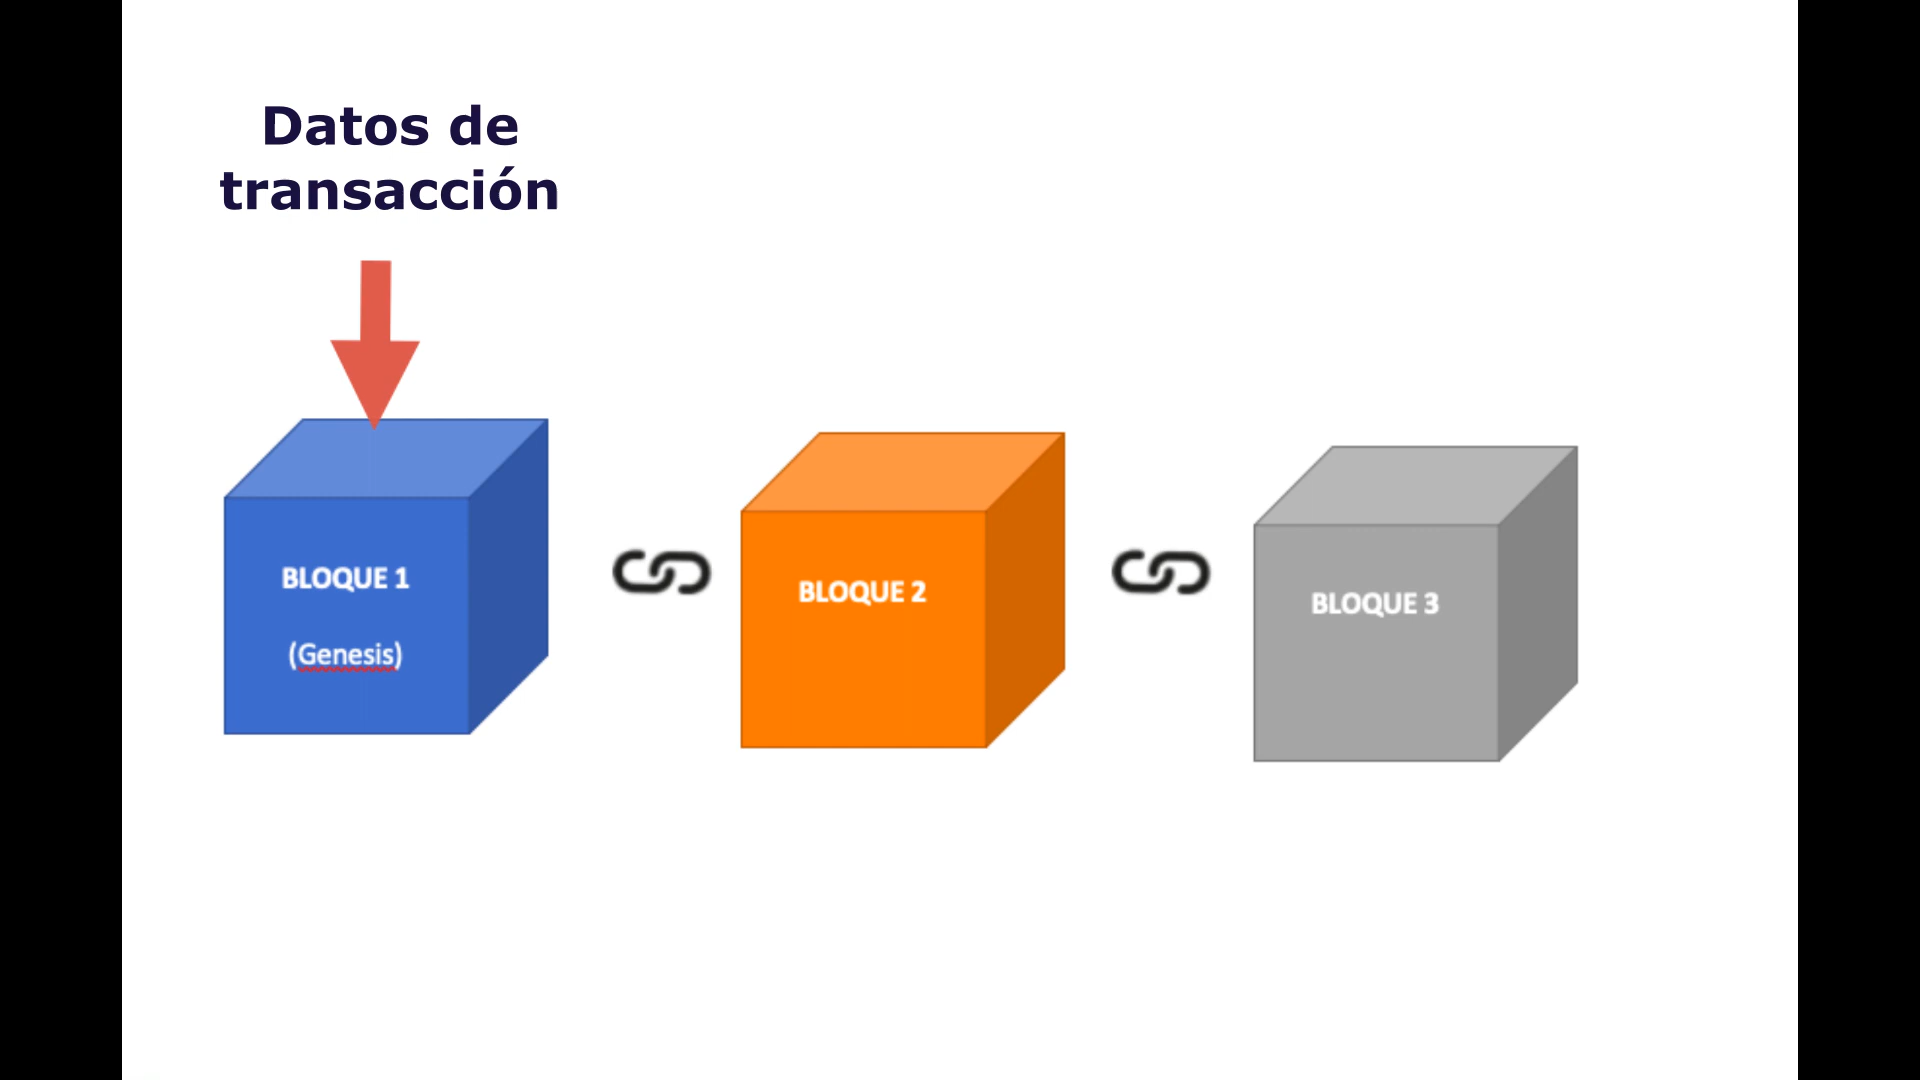 Datos de
transacción
BLOQUE 1
(Genesis)
BLOQUE 2
BLOQUE 3